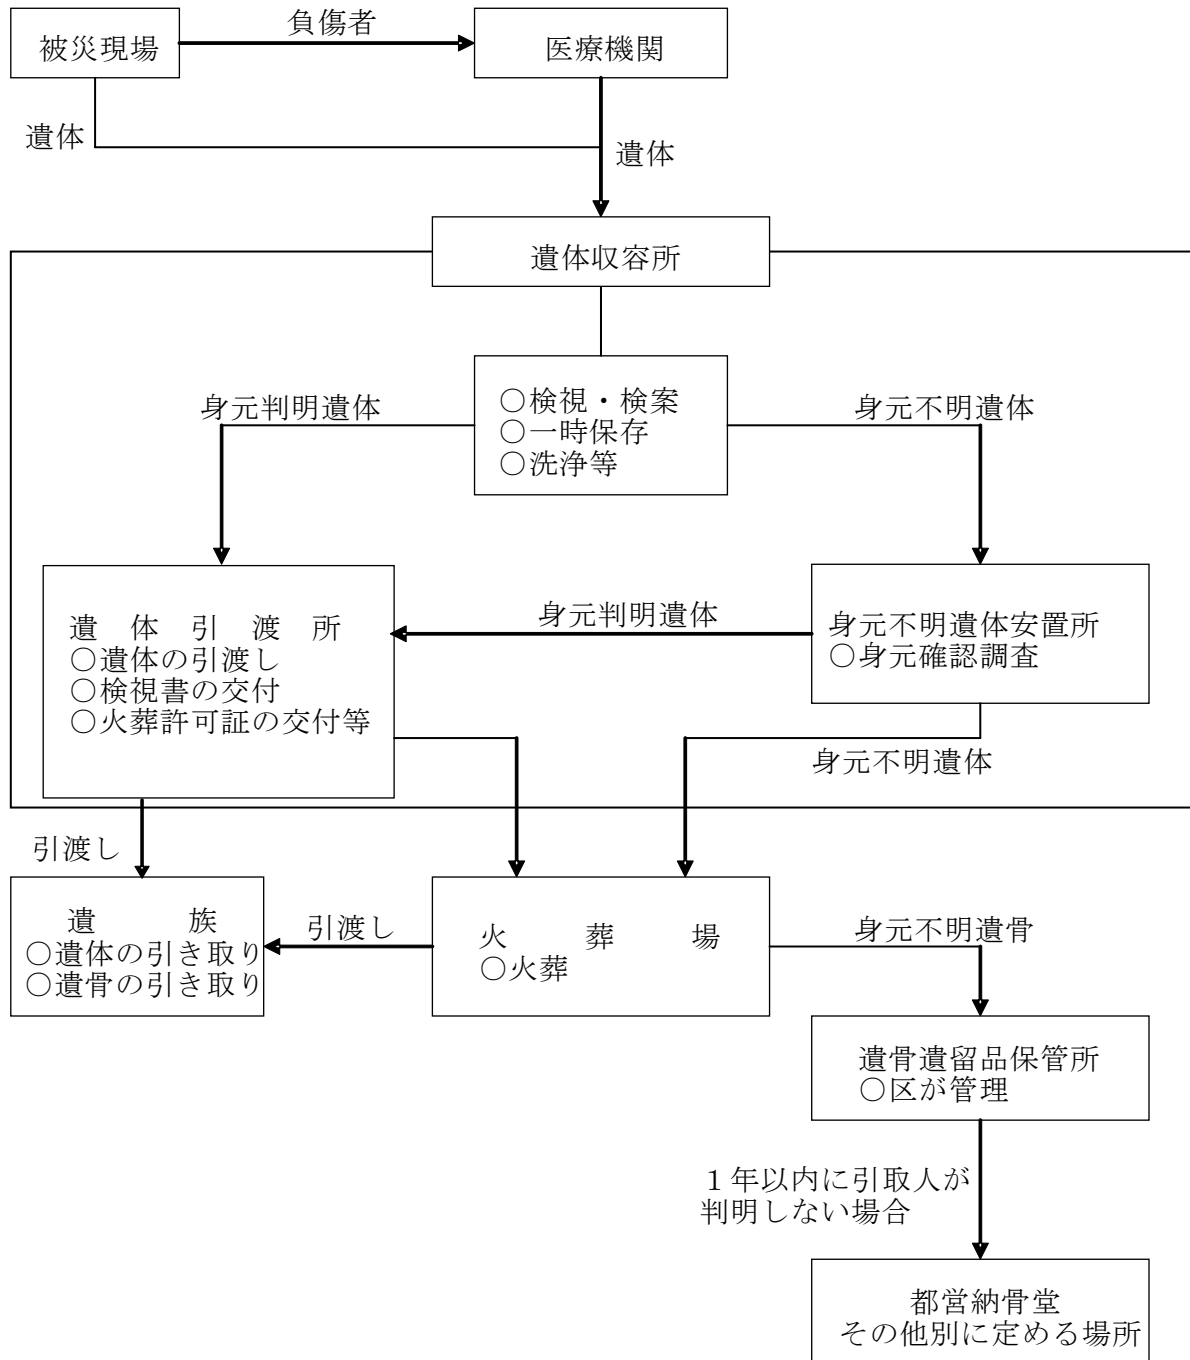 被災現場
負傷者
医療機関
遺体
遺体
遺体収容所
身元判明遺体
○検視・検案
○一時保存
○洗浄等
身元不明遺体
遺体引渡所
○遺体の引渡し
○検視書の交付
○火葬許可証の交付等
身元判明遺体
身元不明遺体安置所
○身元確認調査
身元不明遺体
引渡し
遺族
○遺体の引き取り
○遺骨の引き取り
引渡し
火葬場
○火葬
身元不明遺骨
遺骨遺留品保管所
○区が管理
１年以内に引取人が
判明しない場合
都営納骨堂
その他別に定める場所